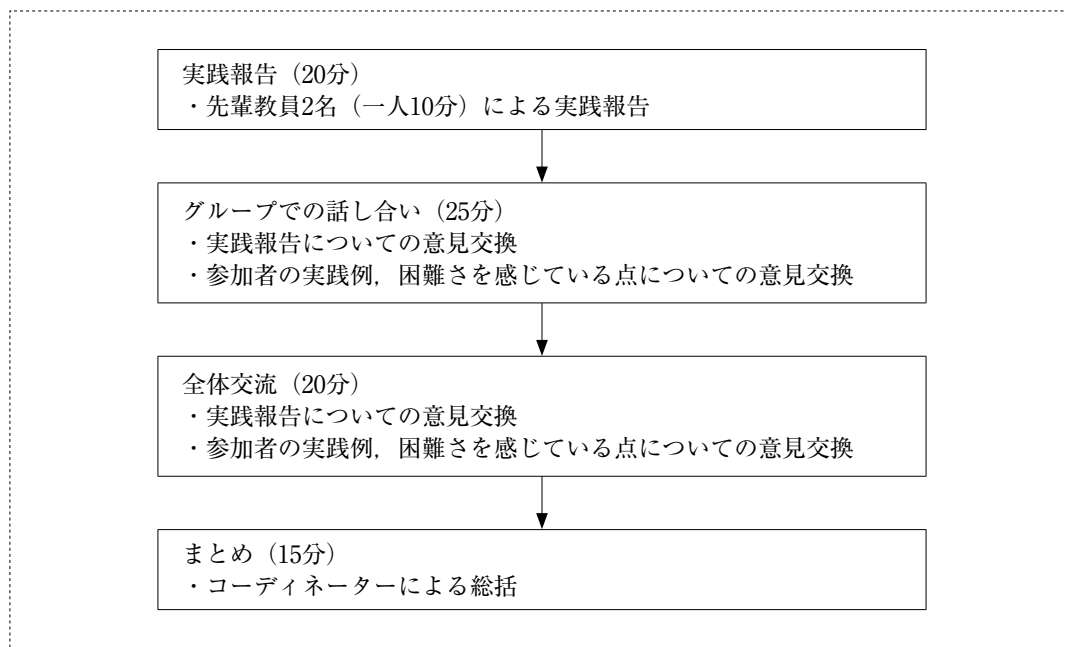 実践報告（20分）
・先輩教員2名（一人10分）による実践報告
グループでの話し合い（25分）
・実践報告についての意見交換
・参加者の実践例，困難さを感じている点についての意見交換
全体交流（20分）
・実践報告についての意見交換
・参加者の実践例，困難さを感じている点についての意見交換
まとめ（15分）
・コーディネーターによる総括